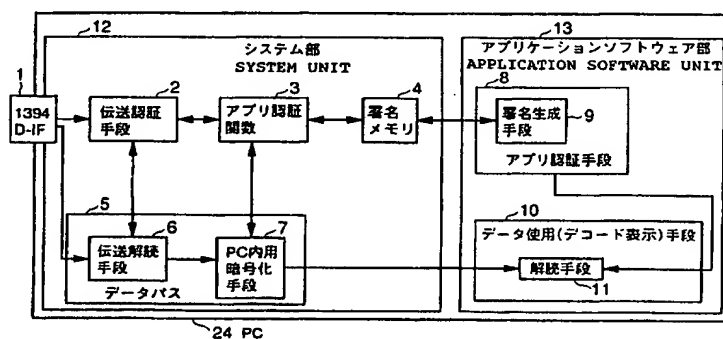 12
システム部
SYSTEM UNIT
13
アプリケーションソフトウェア部
APPLICATION SOFTWARE UNIT
1
1394
D-IF
2
伝送認証
手段
3
アプリ認証
関数
4
署名
メモリ
8
署名生成
手段
9
アプリ認証手段
5
6
伝送解読
手段
7
PC内用
暗号化
手段
データパス
10
データ使用(デコード表示)手段
解読手段
11
24 PC